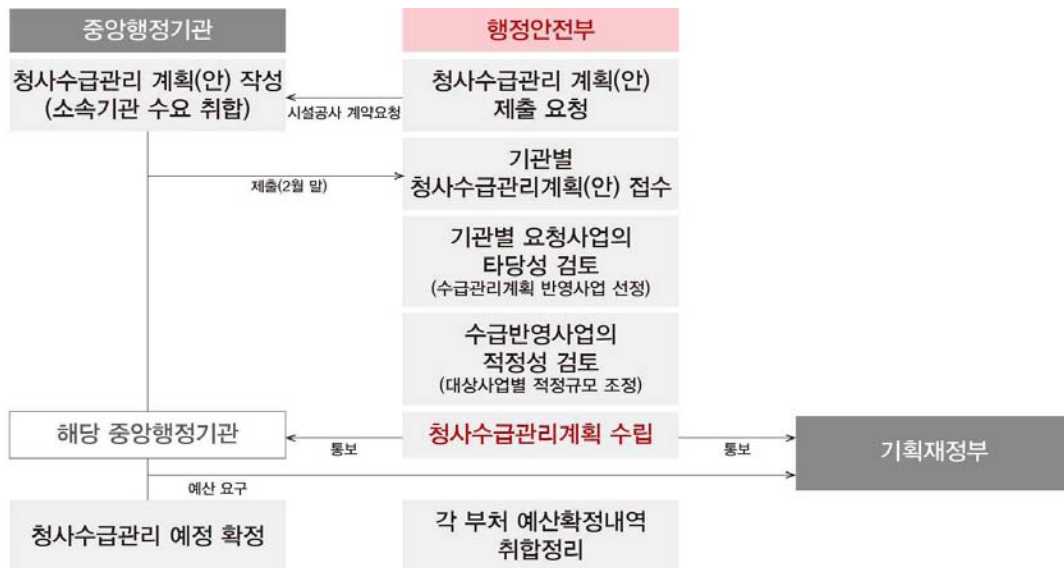 중앙행정기관
행정안전부
청사수급관리 계획(안) 작성
(소속기관 수요 취합)
시설공사 계약요청
청사수급관리 계획(안)
제출 요청
제출(2월 말)
기관별
청사수급관리계획(안) 접수
기관별 요청사업의
타당성 검토
(수급관리계획 반영사업 선정)
수급반영사업의
적정성 검토
(대상사업별 적정규모 조정)
해당 중앙행정기관
통보
청사수급관리계획 수립
통보
기획재정부
예산 요구
청사수급관리 예정 확정
각 부처 예산확정내역
취합정리